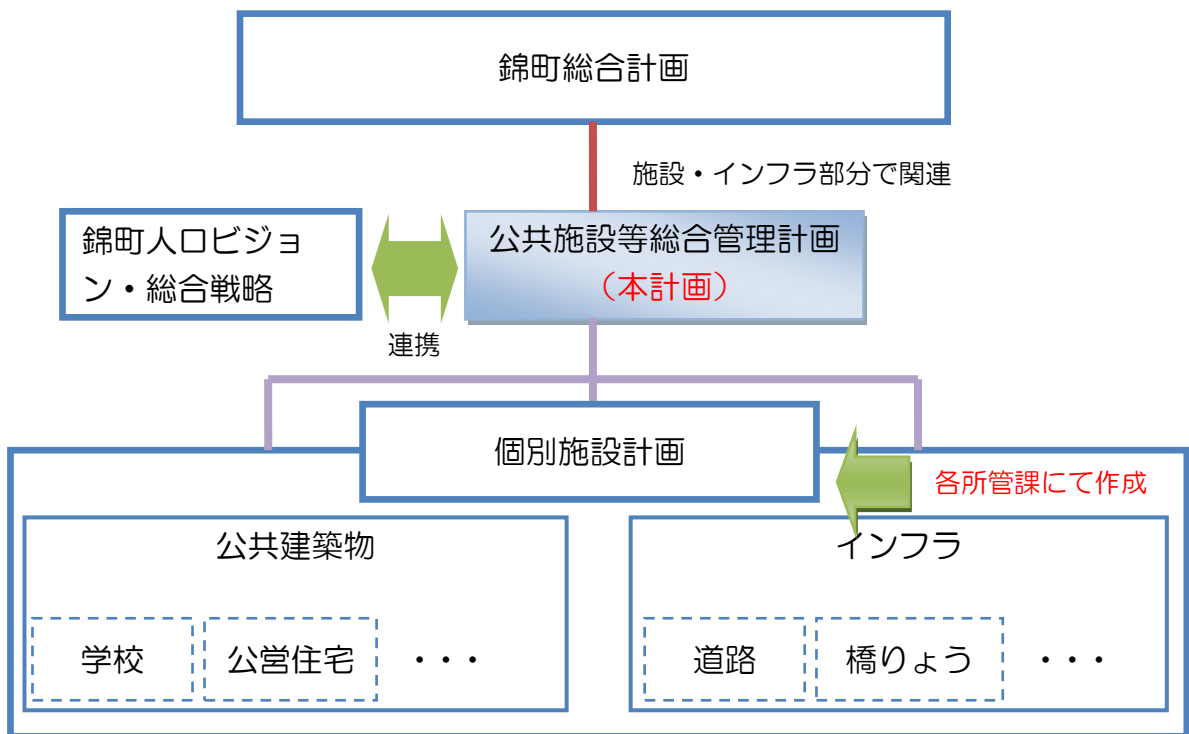 錦町総合計画
施設・インフラ部分で関連
錦町人口ビジョ
ン・総合戦略
公共施設等総合管理計画
（本計画）
連携
個別施設計画
各所管課にて作成
公共建築物
インフラ
学校
公営住宅
・・・
道路
橋りょう
・・・